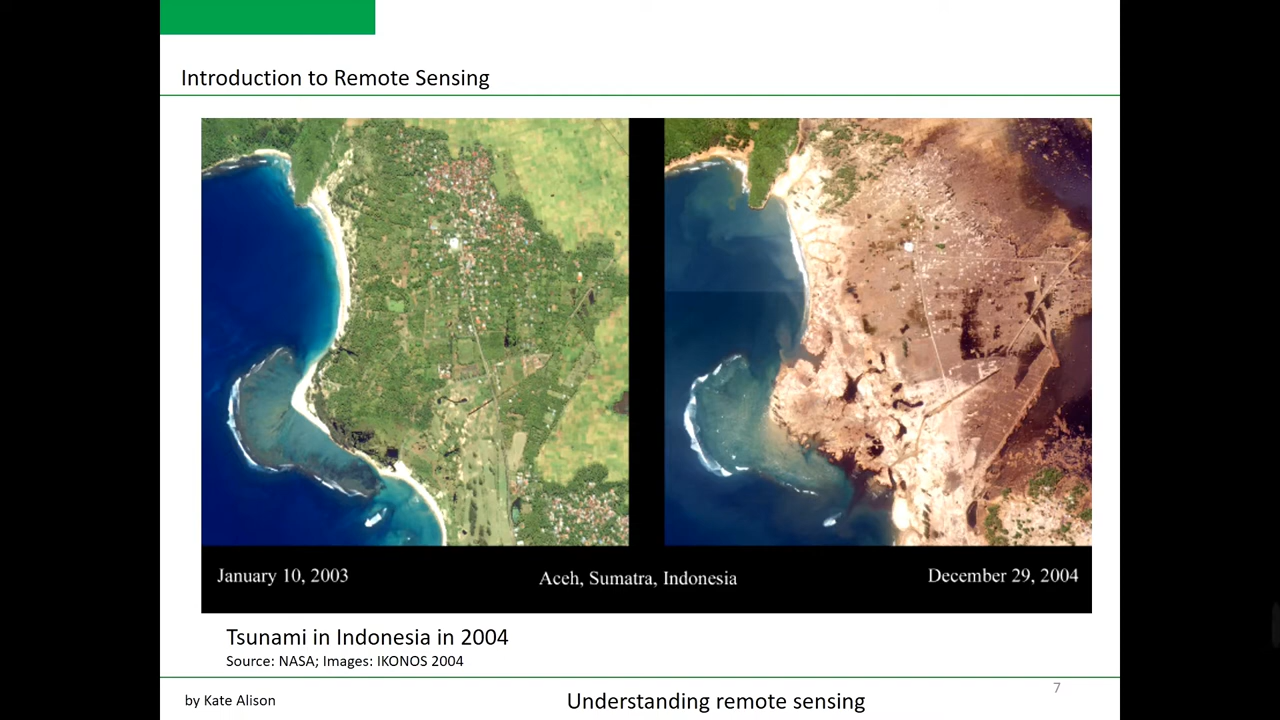 Introduction to Remote Sensing
January 10, 2003
Aceh, Sumatra, Indonesia
December 29, 2004
Tsunami in Indonesia in 2004
Source: NASA; Images: IKONOS 2004
by Kate Alison
Understanding remote sensing
7